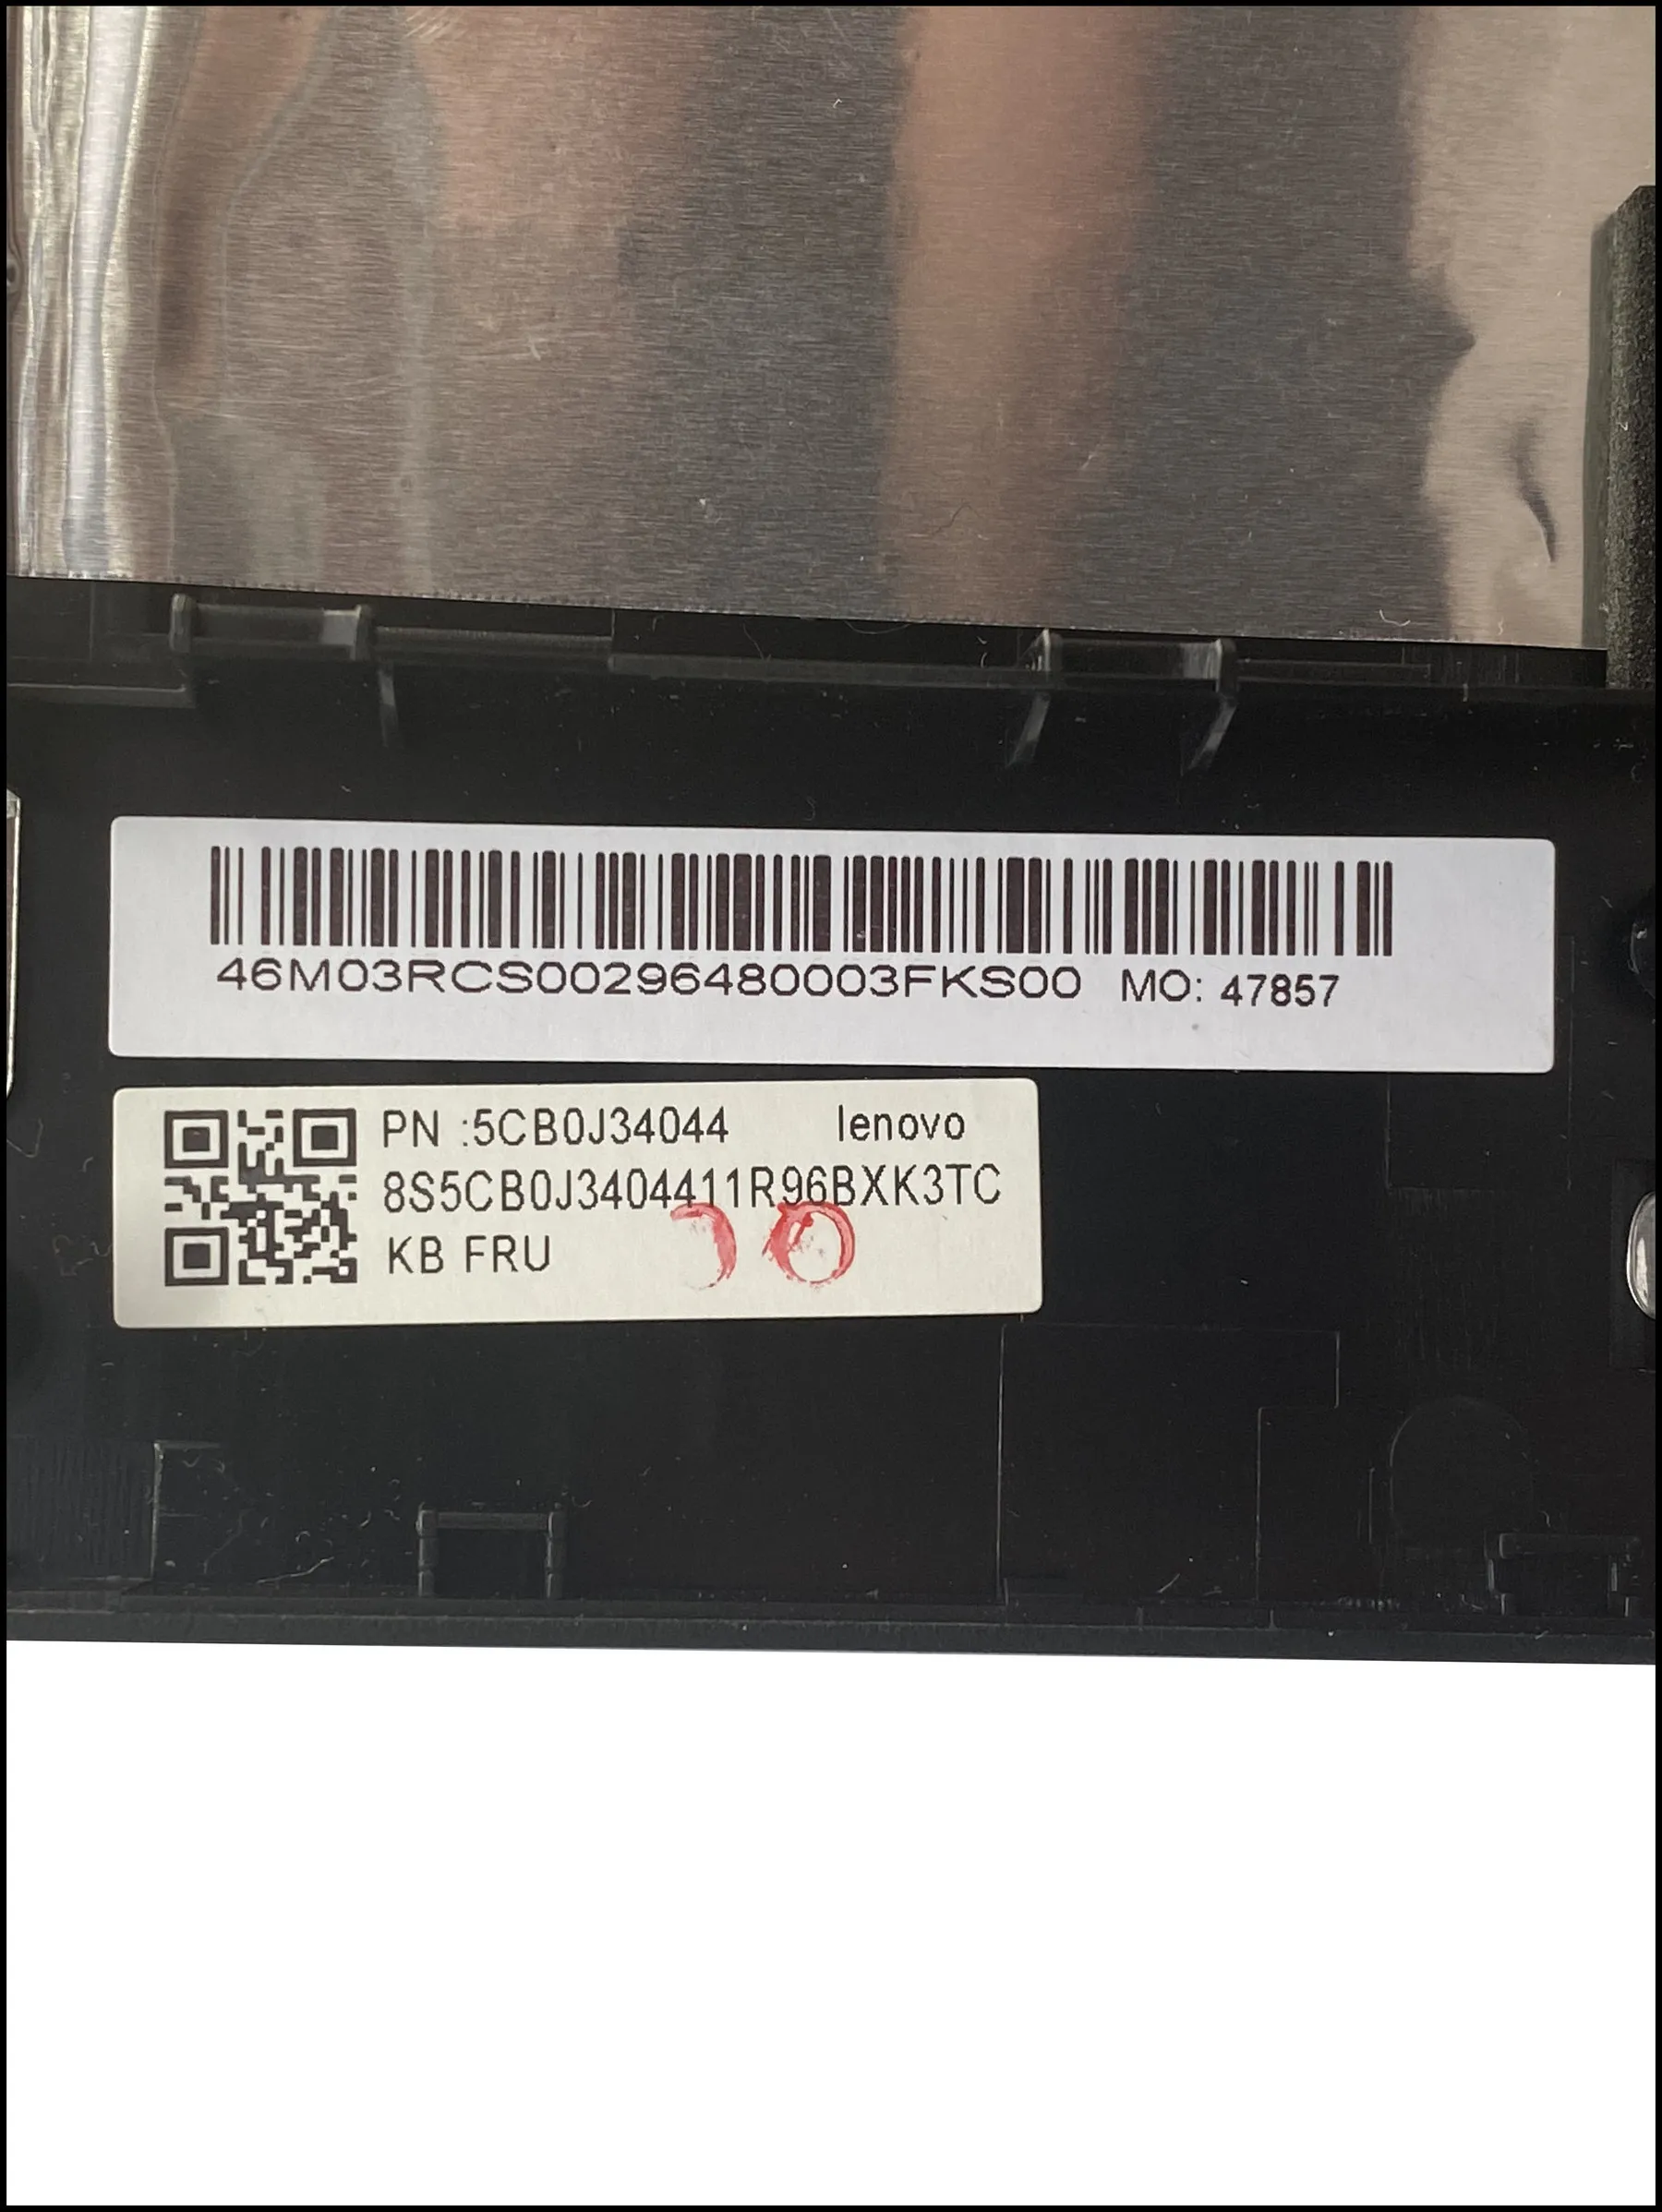 46M03RCS00296480003FKS00 MO: 47857
PN :5CB0J34044 lenovo
8S5CB0J3404411R96BXK3TC
KB FRU